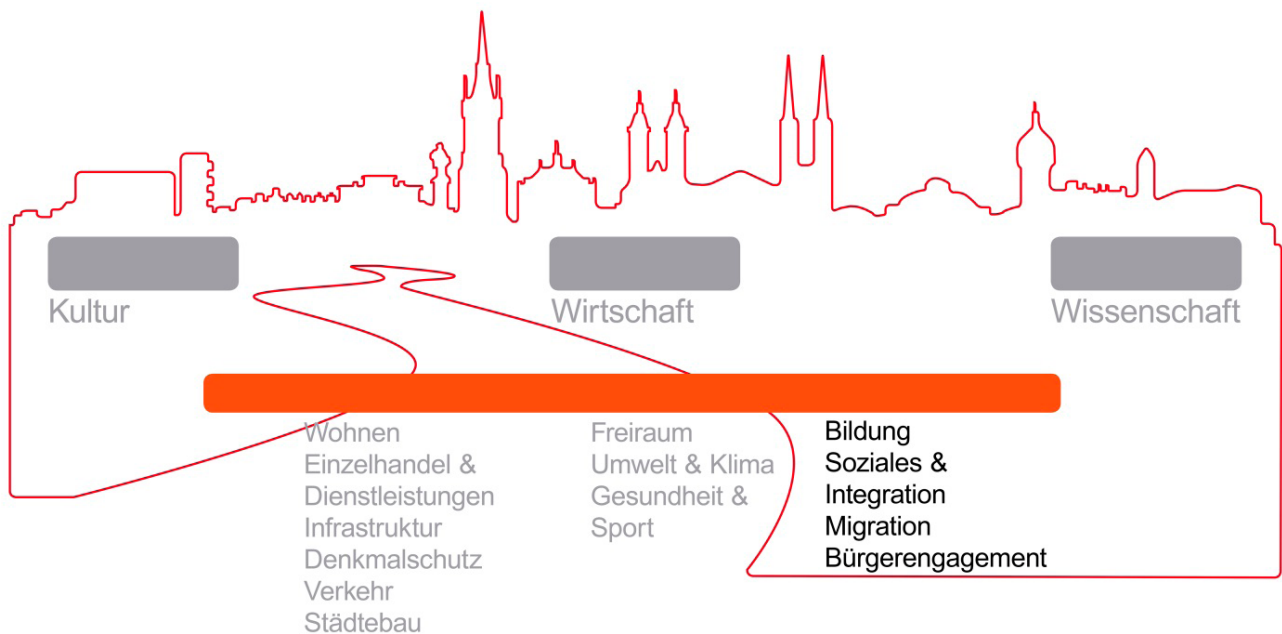 Kultur
Wirtschaft
Wissenschaft
Wohnen
Einzelhandel &
Dienstleistungen
Infrastruktur
Denkmalschutz
Verkehr
Städtebau
Freiraum
Umwelt & Klima
Gesundheit &
Sport
Bildung
Soziales &
Integration
Migration
Bürgerengagement